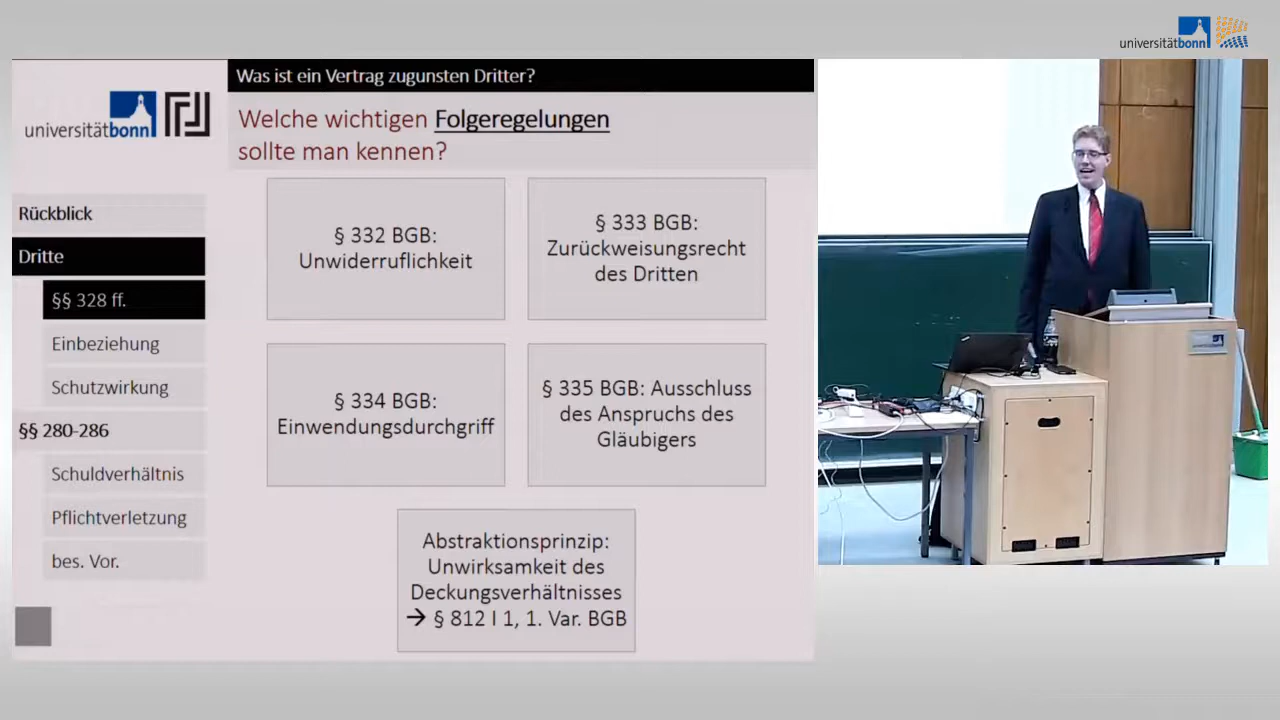 universitätbonn
Was ist ein Vertrag zugunsten Dritter?
universitätbonn
Welche wichtigen Folgeregelungen
sollte man kennen?
Rückblick
Dritte
§§ 328 ff.
Einbeziehung
Schutzwirkung
§§ 280-286
Schuldverhältnis
Pflichtverletzung
bes. Vor.
§ 332 BGB:
Unwiderruflichkeit
§ 333 BGB:
Zurückweisungsrecht
des Dritten
§ 334 BGB:
Einwendungsdurchgriff
§ 335 BGB: Ausschluss
des Anspruchs des
Gläubigers
Abstraktionsprinzip:
Unwirksamkeit des
Deckungsverhältnisses
→ § 812 I 1, 1. Var. BGB